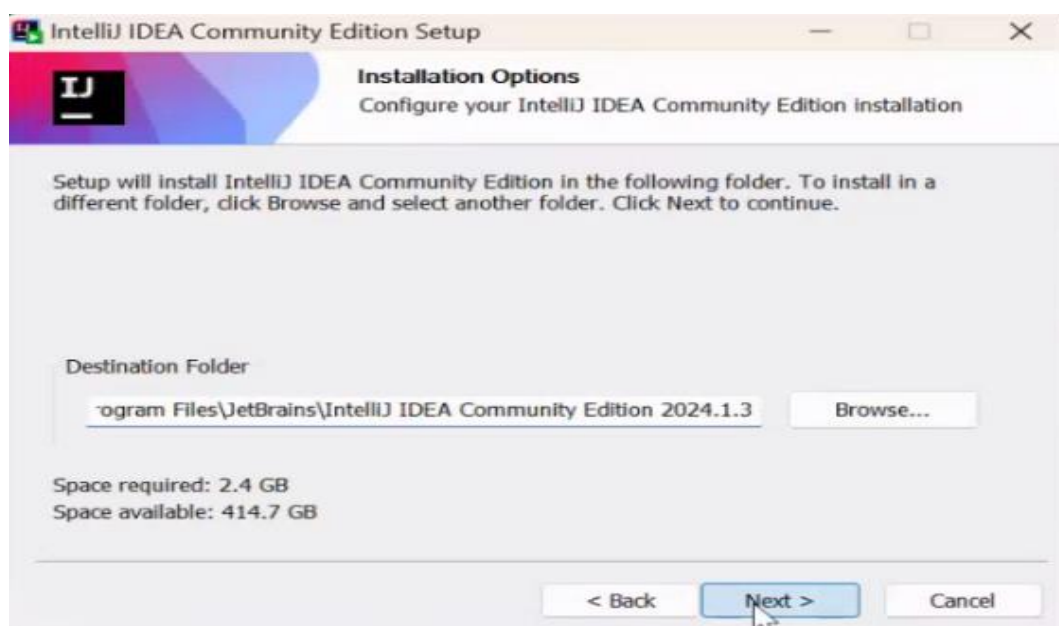 IntelliJ IDEA Community Edition Setup
IJ
Installation Options
Configure your IntelliJ IDEA Community Edition installation
Setup will install IntelliJ IDEA Community Edition in the following folder. To install in a
different folder, click Browse and select another folder. Click Next to continue.
Destination Folder
rogram Files\JetBrains\IntelliJ IDEA Community Edition 2024.1.3 Browse...
Space required: 2.4 GB
Space available: 414.7 GB
< Back Next > Cancel